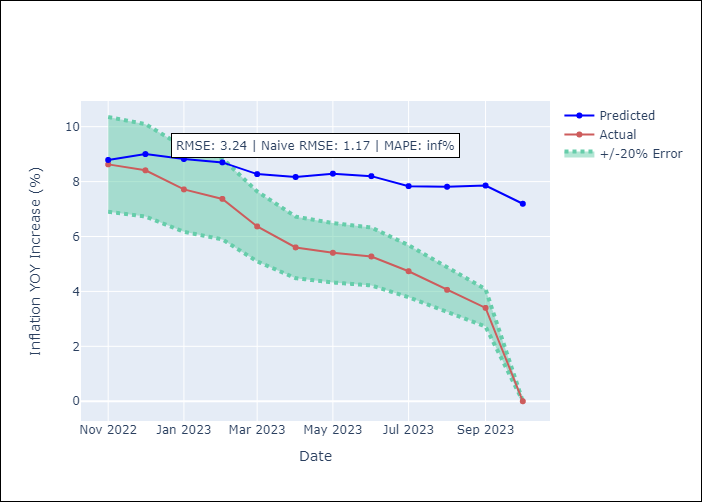 RMSE: 3.24 | Naive RMSE: 1.17 | MAPE: inf%
Predicted
Actual
+/-20% Error
Inflation YOY Increase (%)
10
8
6
4
2
0
Nov 2022 Jan 2023 Mar 2023 May 2023 Jul 2023 Sep 2023
Date